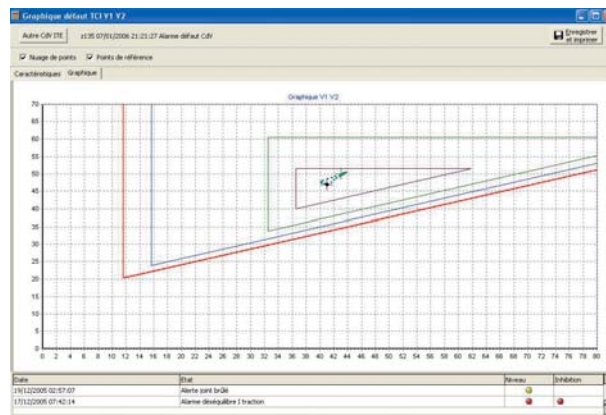 Graphique défaut TCI V1 V2
Autre CdV ITE
z135 07/01/2006 21:21:27 Alarme défaut CdV
Enregistrer
et imprimer
Nuage de points
Points de référence
Caractéristiques
Graphique
Graphique V1 V2
70
65
60
55
50
45
40
35
30
25
20
15
10
5
0
0 2 4 6 8 10 12 14 16 18 20 22 24 26 28 30 32 34 36 38 40 42 44 46 48 50 52 54 56 58 60 62 64 66 68 70 72 74 76 78 80
Date Etat Niveau Inhibition
19/12/2005 02:57:07 Alerte joint brûlé
17/12/2005 07:42:14 Alarme déséquilibre I traction